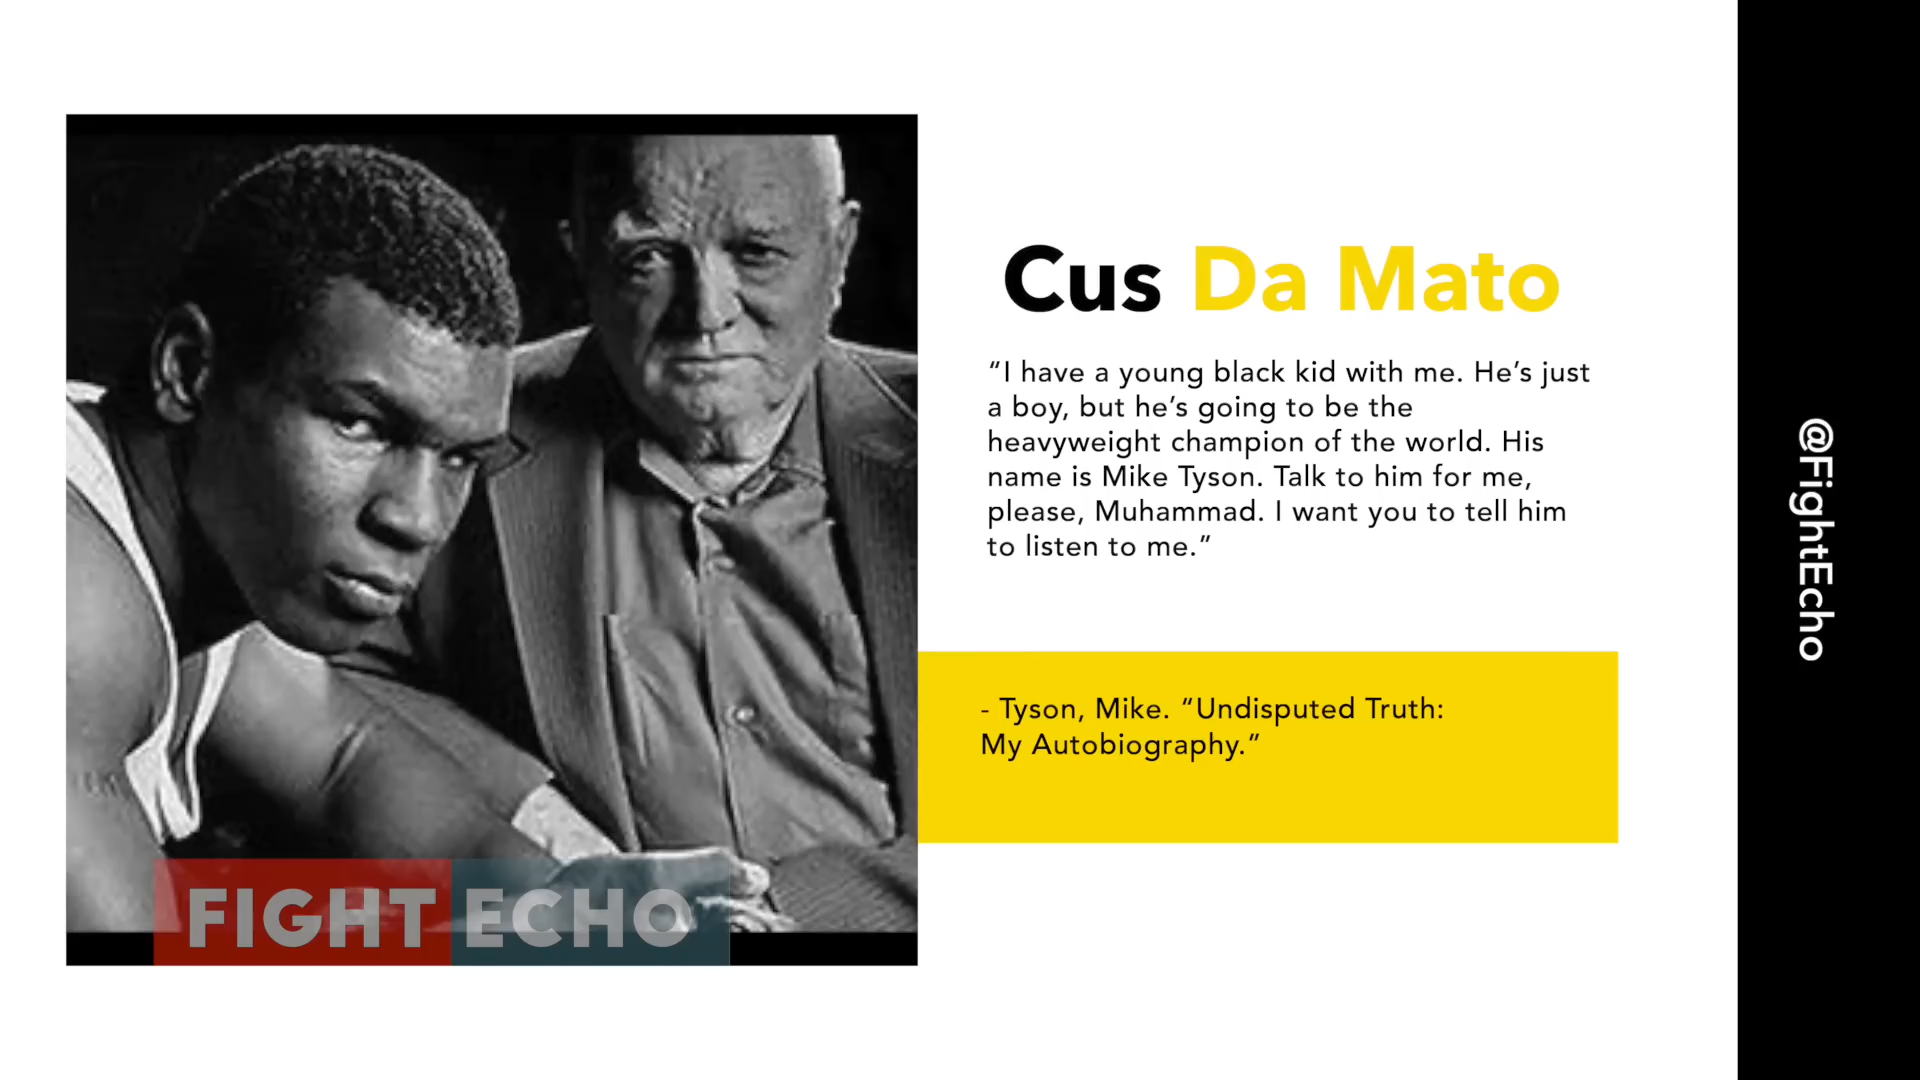 Cus Da Mato
“I have a young black kid with me. He’s just
a boy, but he’s going to be the
heavyweight champion of the world. His
name is Mike Tyson. Talk to him for me,
please, Muhammad. I want you to tell him
to listen to me.”
- Tyson, Mike. “Undisputed Truth:
My Autobiography.”
FIGHT ECHO
@FightEcho